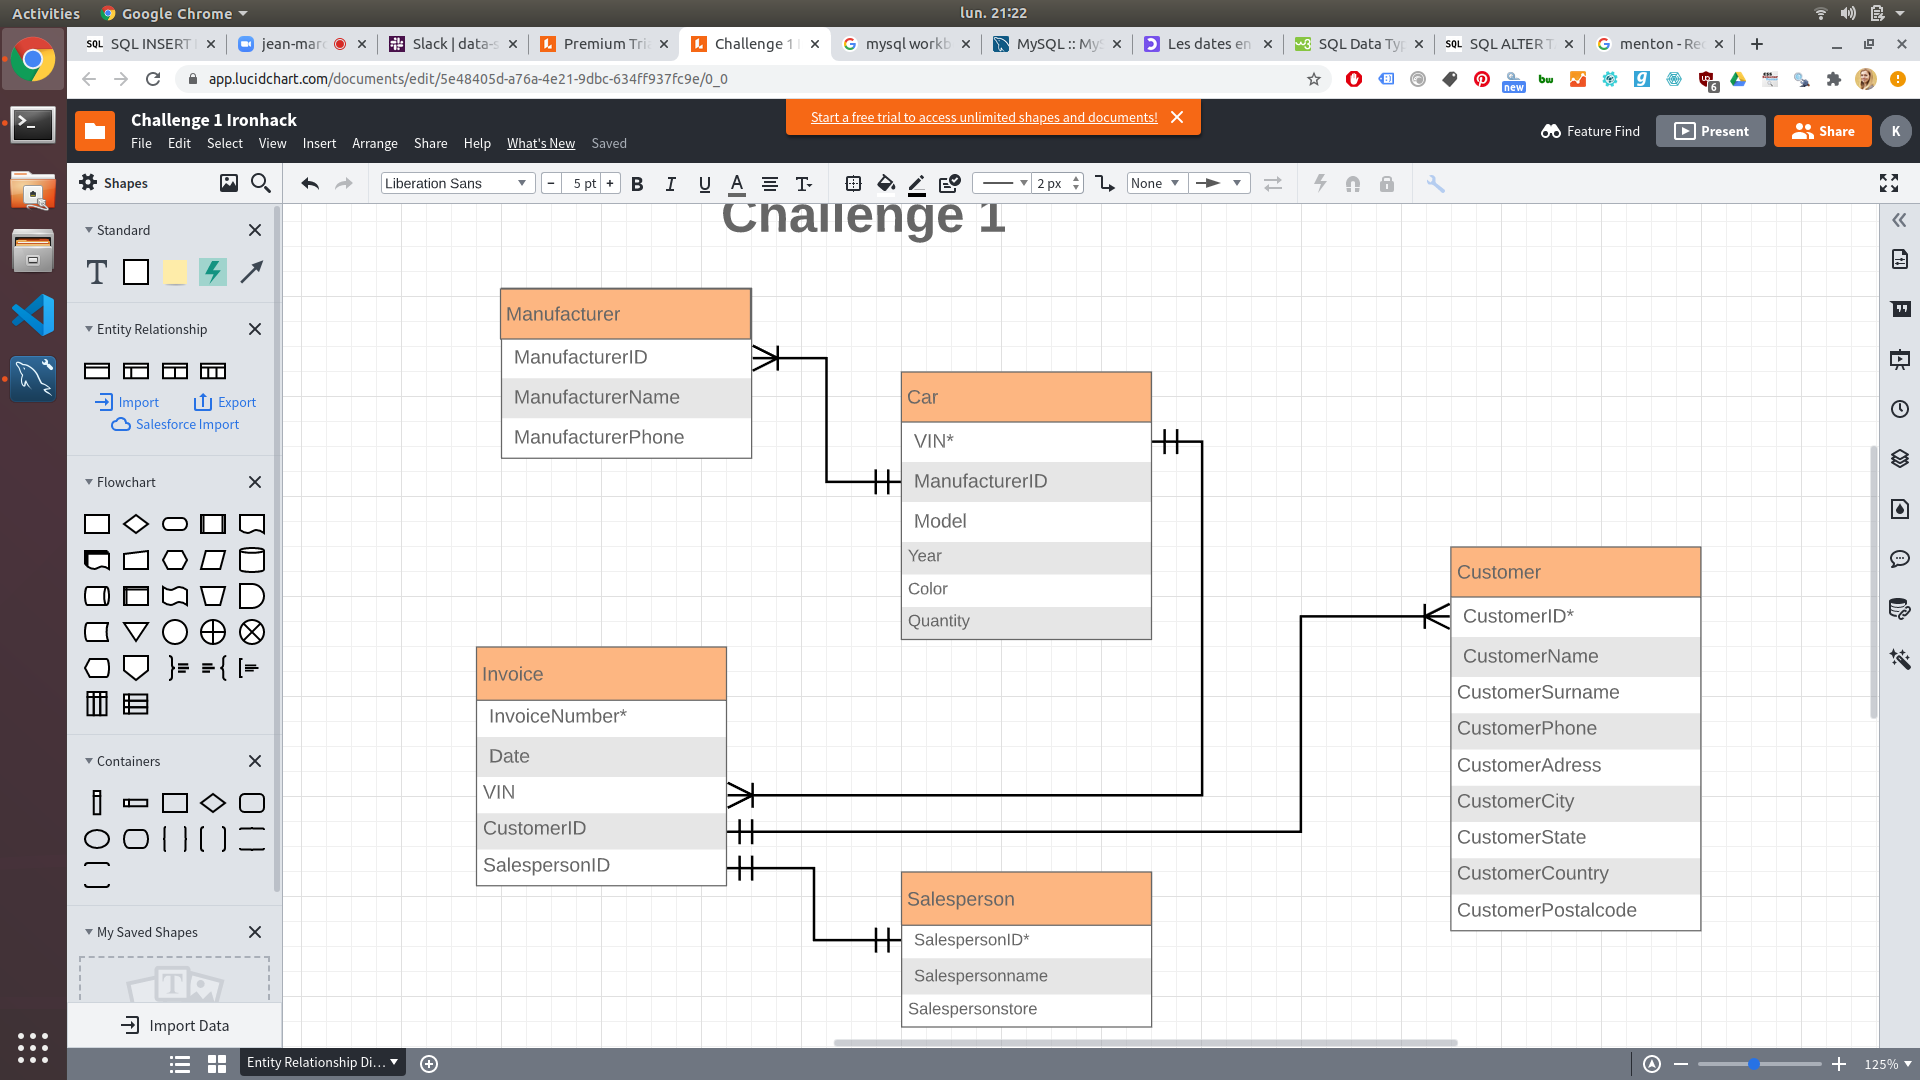 Activities
Google Chrome
lun. 21:22
SQL INSERT
jean-marc
Slack | data-s
Premium Tria
Challenge 1 I
mysql workb
MySQL :: My
Les dates en
SQL Data Typ
SQL ALTER T
menton - Rec
app.lucidchart.com/documents/edit/5e48405d-a76a-4e21-9dbc-634ff937fc9e/0_0
new
bw
6
Challenge 1 Ironhack
File Edit Select View Insert Arrange Share Help What's New Saved
Start a free trial to access unlimited shapes and documents!
Feature Find
Present
Share
K
Shapes
Liberation Sans
− 5 pt +
B I U A T
2 px
None
Standard
T
Entity Relationship
Import
Export
Salesforce Import
Flowchart
Containers
My Saved Shapes
T
Import Data
Challenge 1
Manufacturer
ManufacturerID
ManufacturerName
ManufacturerPhone
Car
VIN*
ManufacturerID
Model
Year
Color
Quantity
Customer
CustomerID*
CustomerName
CustomerSurname
CustomerPhone
CustomerAdress
CustomerCity
CustomerState
CustomerCountry
CustomerPostalcode
Invoice
InvoiceNumber*
Date
VIN
CustomerID
SalespersonID
Salesperson
SalespersonID*
Salespersonname
Salespersonstore
Entity Relationship Di...
125%